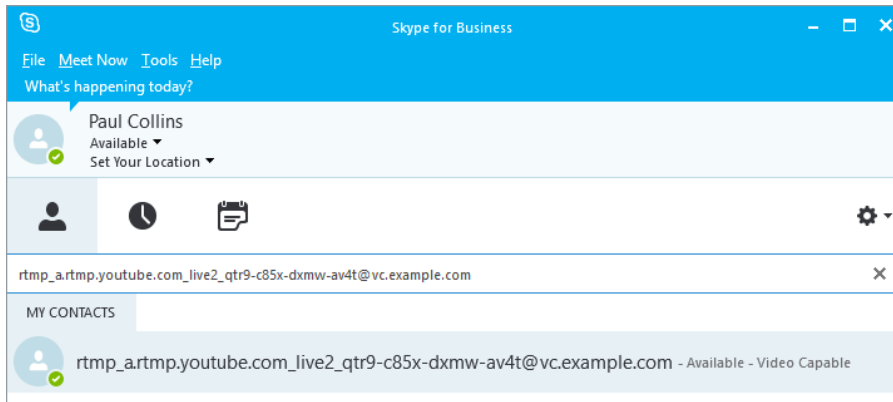 Skype for Business
File Meet Now Tools Help
What's happening today?
Paul Collins
Available
Set Your Location
rtmp_a.rtmp.youtube.com_live2_qtr9-c85x-dxmw-av4t@vc.example.com
MY CONTACTS
rtmp_a.rtmp.youtube.com_live2_qtr9-c85x-dxmw-av4t@vc.example.com - Available - Video Capable